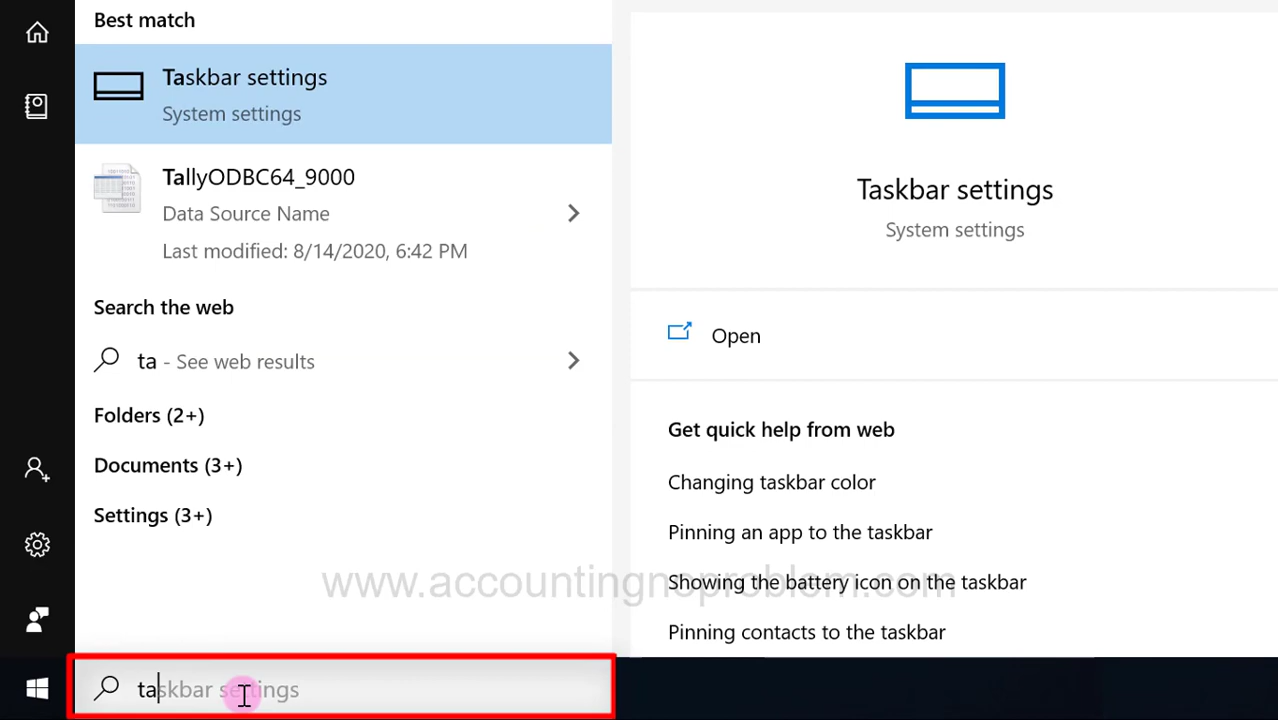 Best match
Taskbar settings
System settings
TallyODBC64_9000
Data Source Name
Last modified: 8/14/2020, 6:42 PM
Search the web
ta - See web results
Folders (2+)
Documents (3+)
Settings (3+)
taskbar settings
Taskbar settings
System settings
Open
Get quick help from web
Changing taskbar color
Pinning an app to the taskbar
Showing the battery icon on the taskbar
Pinning contacts to the taskbar
www.accountingnoproblom.com